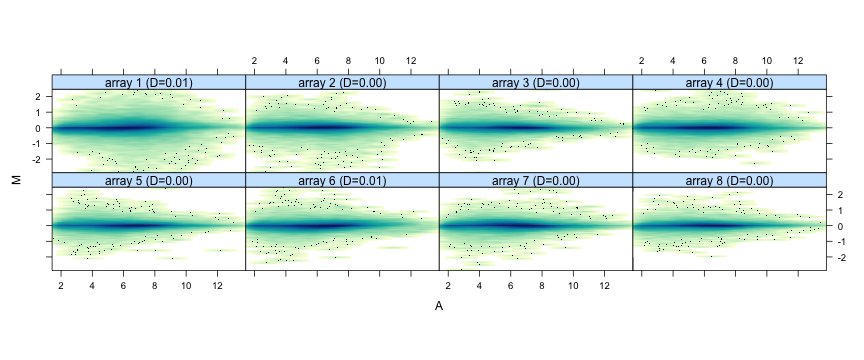 2 4 6 8 10 12 2 4 6 8 10 12
array 1 (D=0.01) array 2 (D=0.00) array 3 (D=0.00) array 4 (D=0.00)
2
1
0
-1
-2
array 5 (D=0.00) array 6 (D=0.01) array 7 (D=0.00) array 8 (D=0.00)
2
1
0
-1
-2
2 4 6 8 10 12 2 4 6 8 10 12
M
A